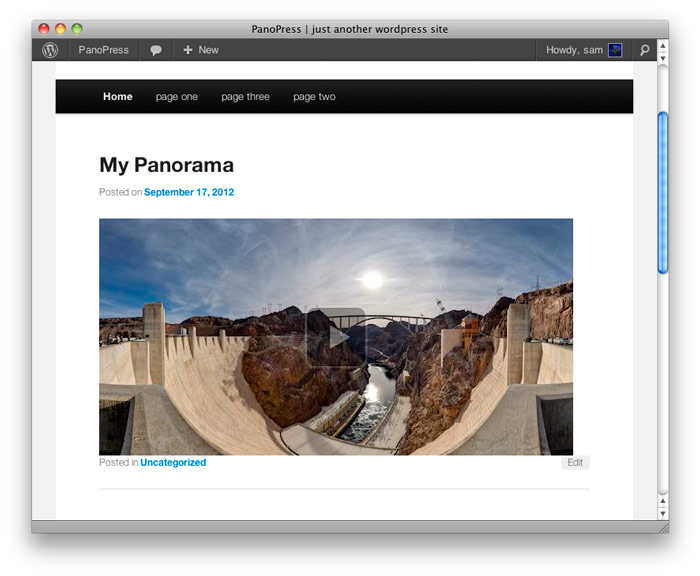 PanoPress | just another wordpress site
PanoPress New Howdy, sam
Home page one page three page two
My Panorama
Posted on September 17, 2012
Posted in Uncategorized Edit